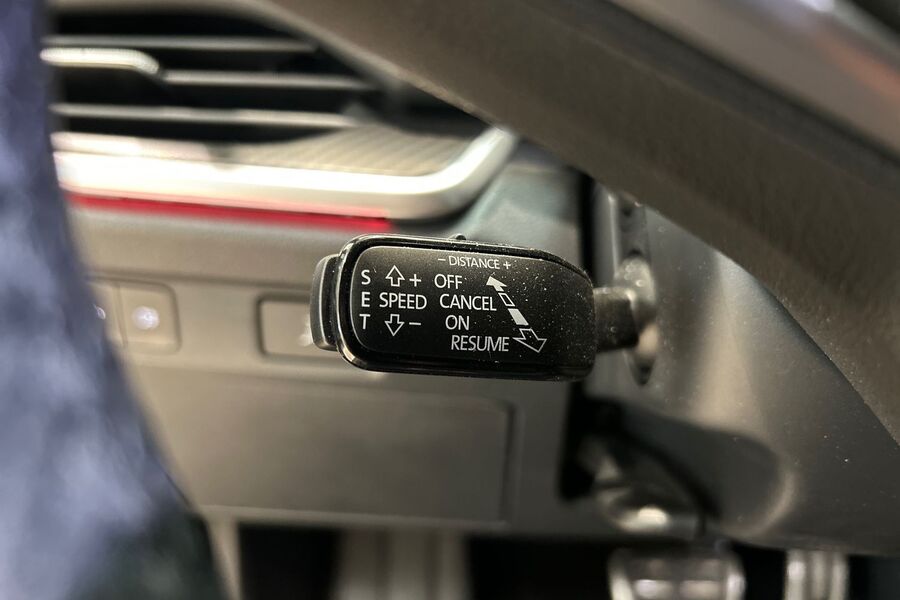 - DISTANCE +
S + OFF
E SPEED CANCEL
T - ON
RESUME